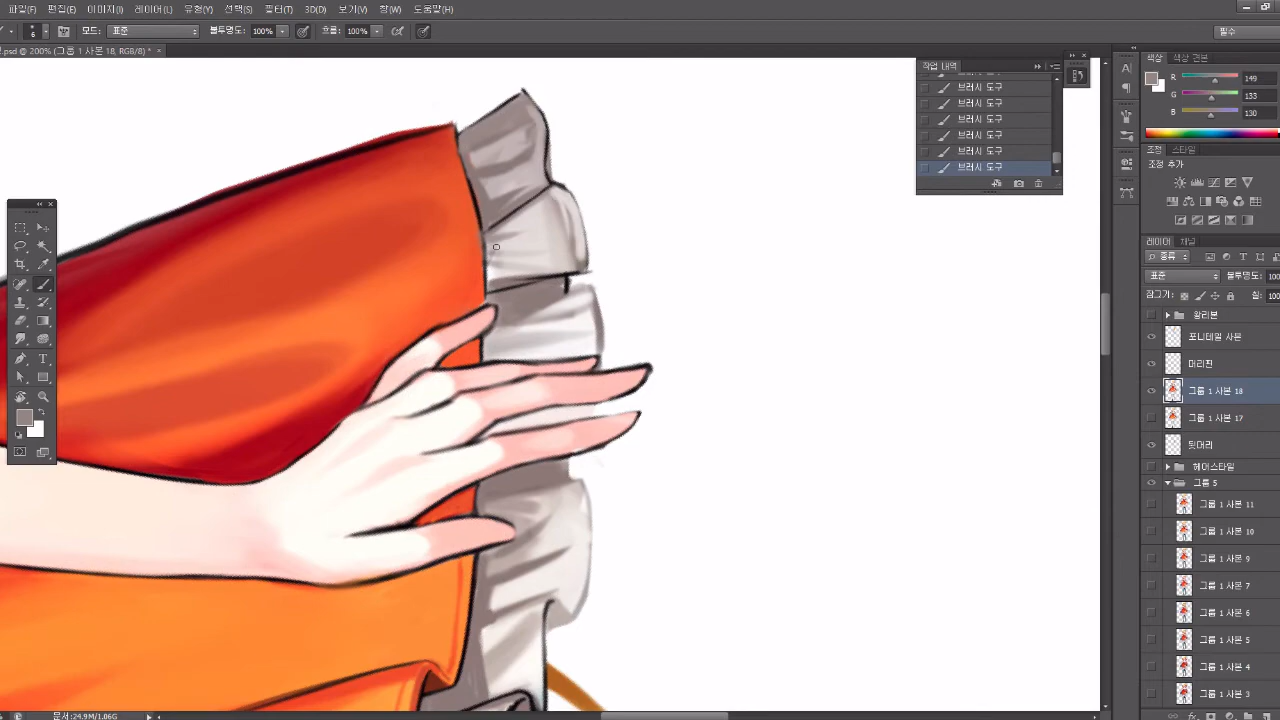 파일(F) 편집(E) 이미지(I) 레이어(L) 유형(Y) 선택(S) 필터(T) 3D(D) 보기(V) 창(W) 도움말(H)
6 모드: 표준 불투명도: 100% 흐름: 100% 필수
.psd @ 200% (그룹 1 사본 18, RGB/8) * ×
작업 내역
브러시 도구
브러시 도구
브러시 도구
브러시 도구
브러시 도구
브러시 도구
색상 색상 견본
R 149
G 133
B 130
조정 스타일
조정 추가
레이어 채널
종류
표준 불투명도: 100
잠그기: 칠: 100
왕리본
포니테일 사본
머리핀
그룹 1 사본 18
그룹 1 사본 17
뒷머리
헤어스타일
그룹 5
그룹 1 사본 11
그룹 1 사본 10
그룹 1 사본 9
그룹 1 사본 7
그룹 1 사본 6
그룹 1 사본 5
그룹 1 사본 4
그룹 1 사본 3
문서:24.9M/1.06G